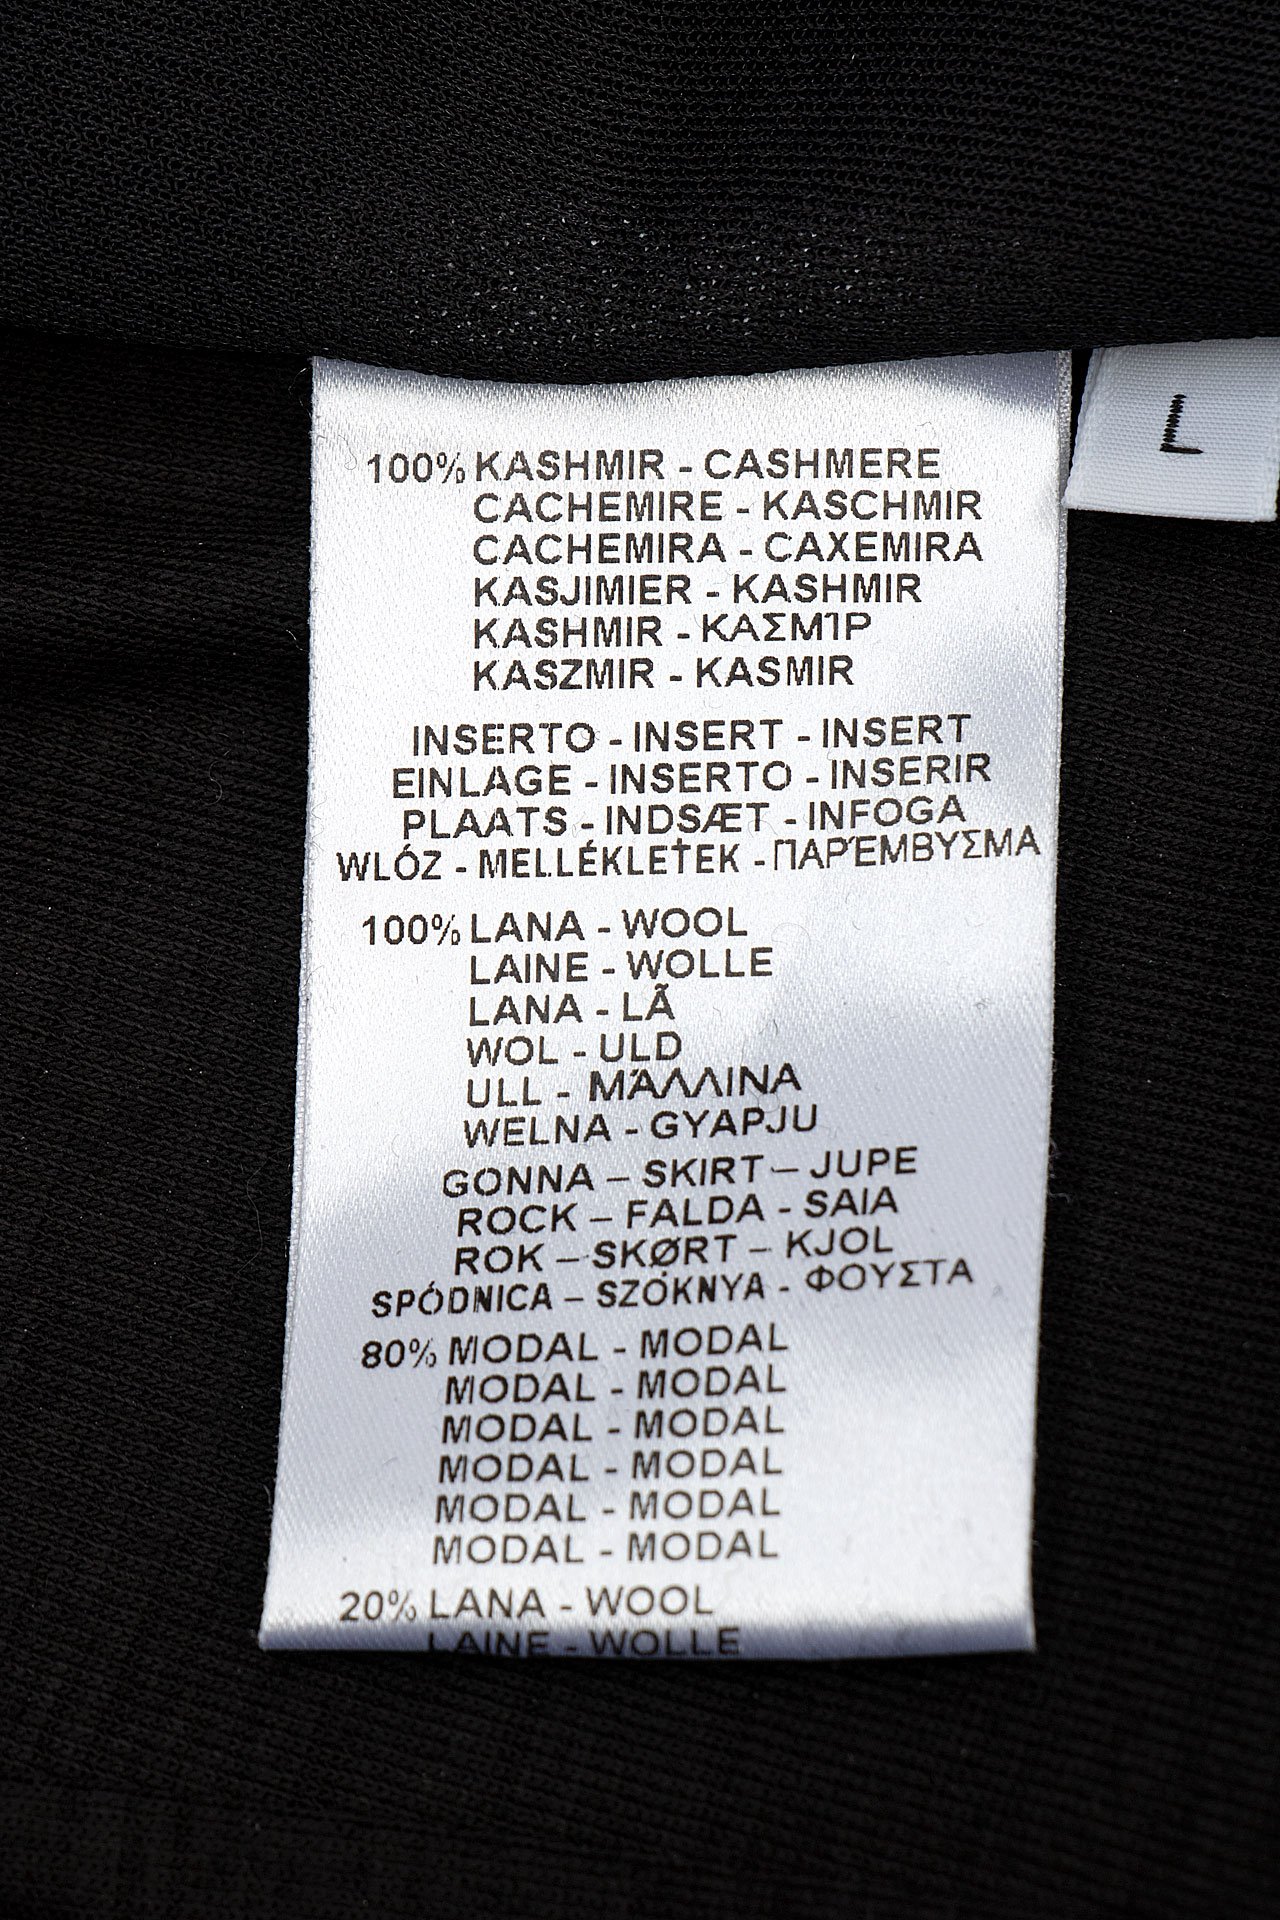 L
100% KASHMIR - CASHMERE
CACHEMIRE - KASCHMIR
CACHEMIRA - CAXEMIRA
KASJIMIER - KASHMIR
KASHMIR - ΚΑΣΜΊΡ
KASZMIR - KASMIR
INSERTO - INSERT - INSERT
EINLAGE - INSERTO - INSERIR
PLAATS - INDSÆT - INFOGA
WLÓZ - MELLÉKLETEK - ΠΑΡΈΜΒΥΣΜΑ
100% LANA - WOOL
LAINE - WOLLE
LANA - LÃ
WOL - ULD
ULL - ΜΆΛΛΙΝΑ
WELNA - GYAPJU
GONNA – SKIRT – JUPE
ROCK – FALDA - SAIA
ROK – SKØRT – KJOL
SPÓDNICA – SZÓKNYA - ΦΟΥΣΤΑ
80% MODAL - MODAL
MODAL - MODAL
MODAL - MODAL
MODAL - MODAL
MODAL - MODAL
MODAL - MODAL
20% LANA - WOOL
LAINE - WOLLE